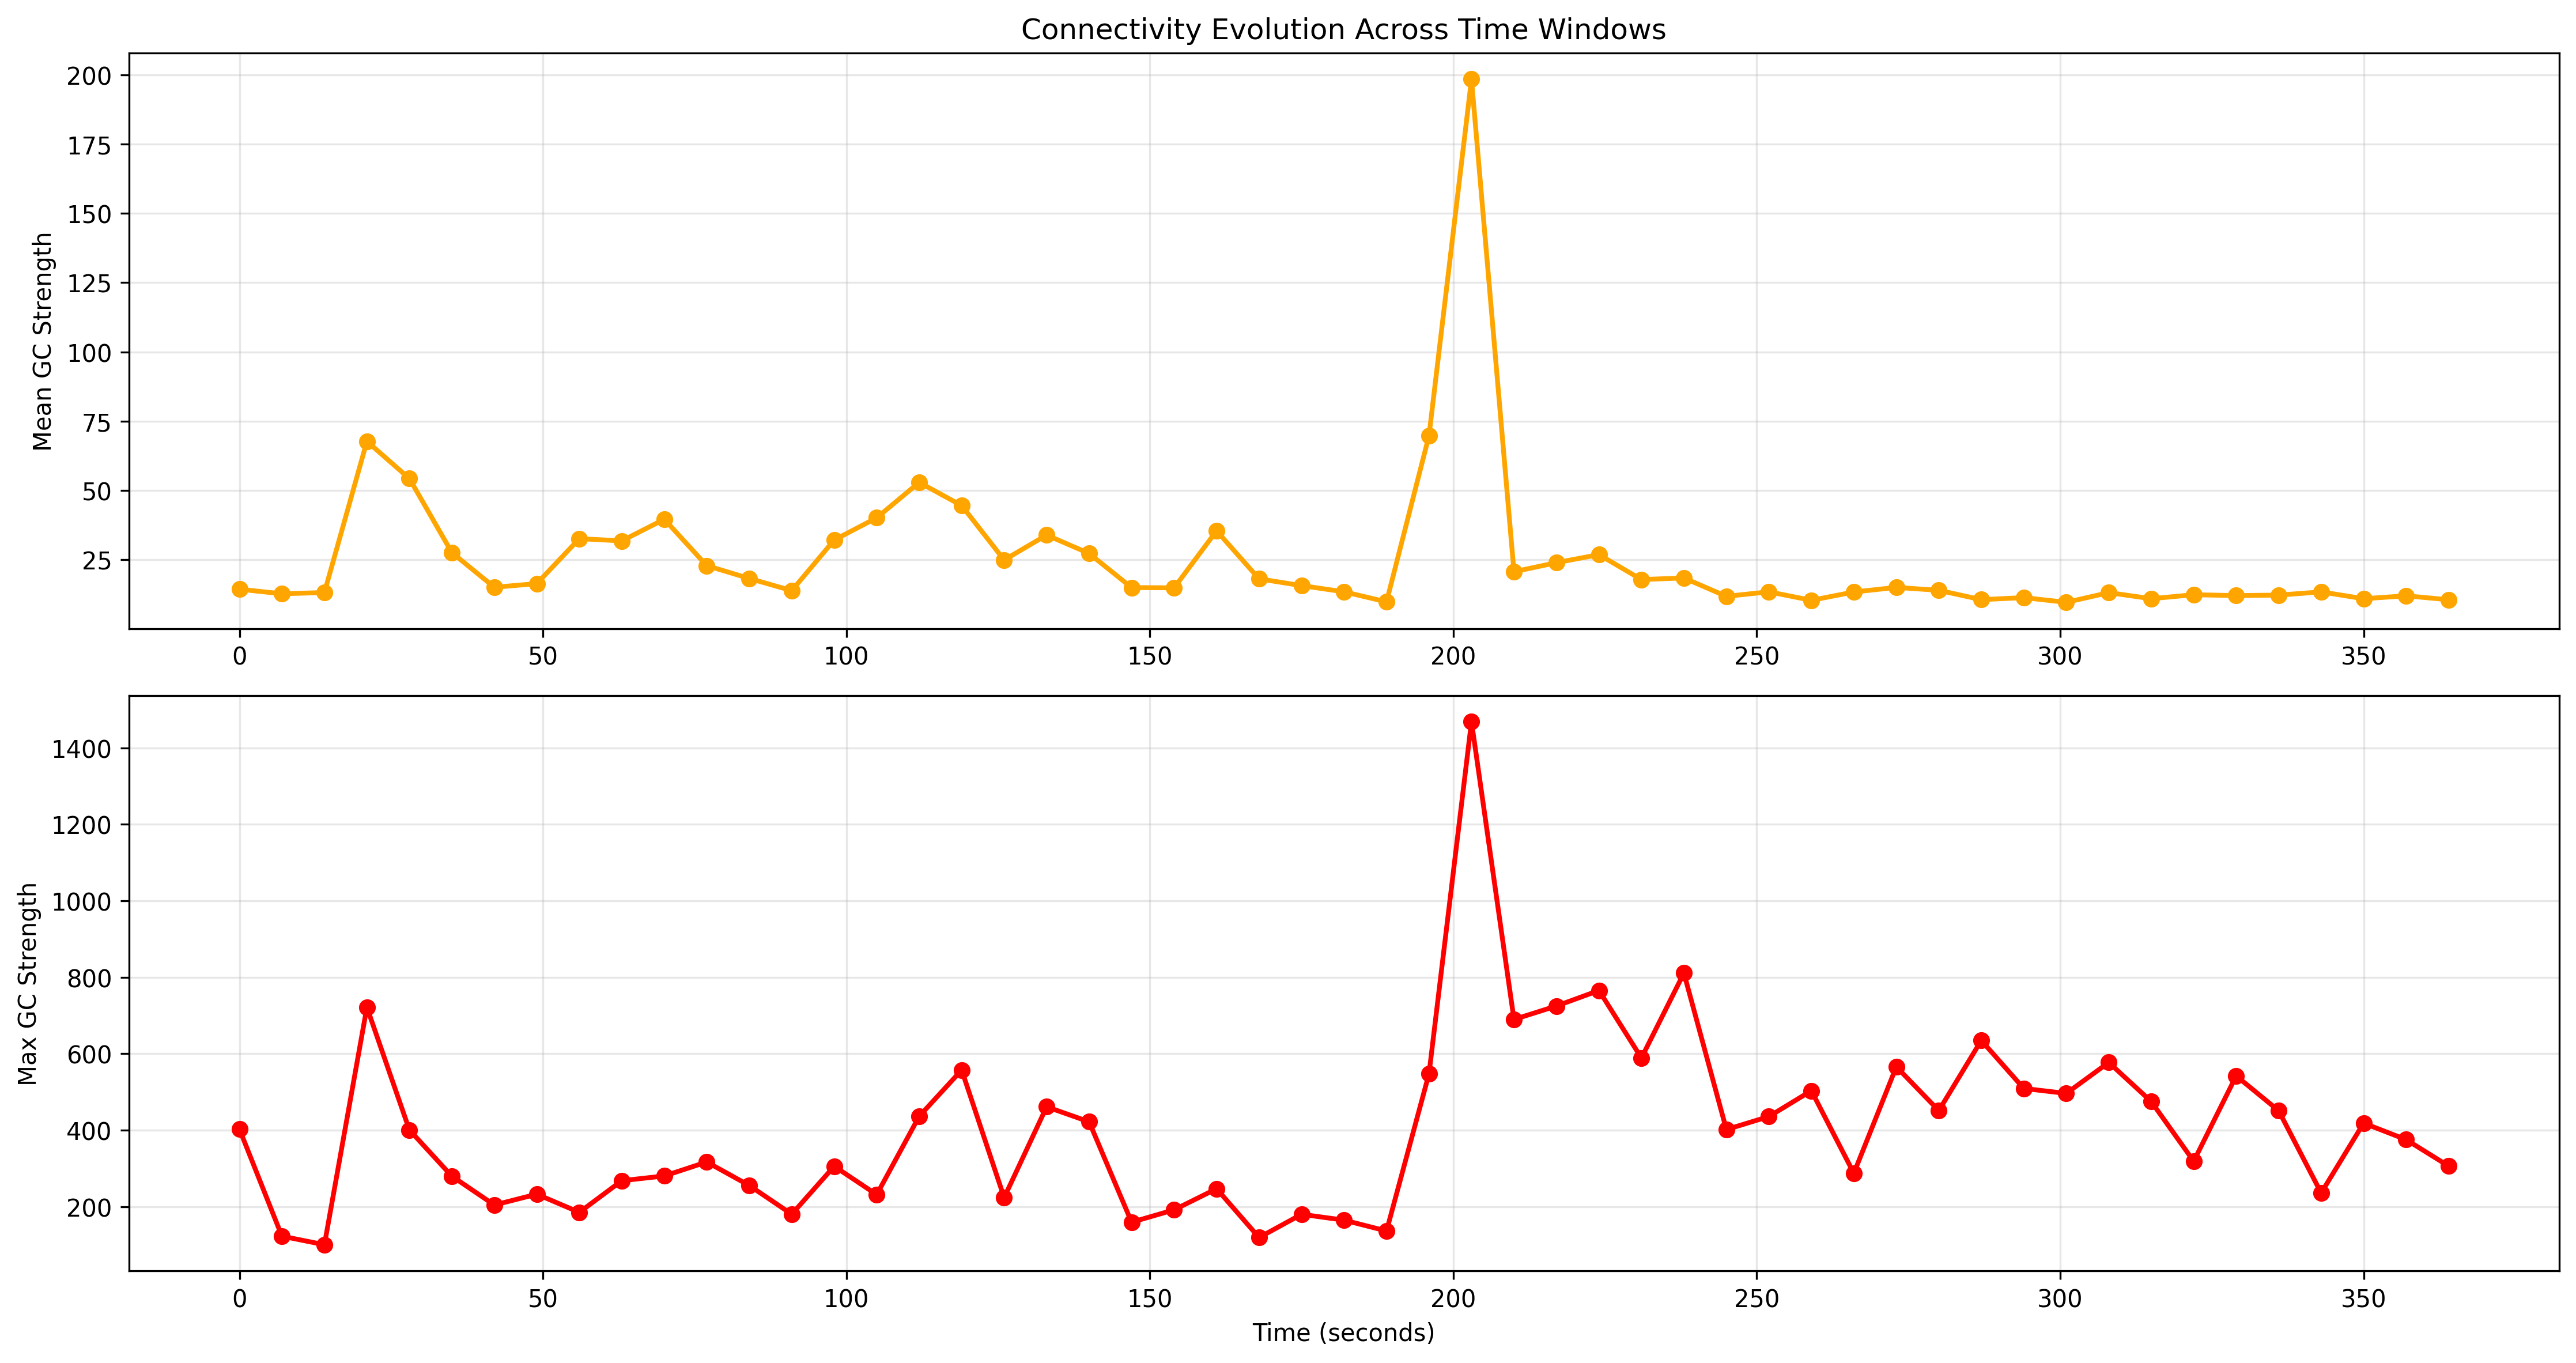 Connectivity Evolution Across Time Windows
Mean GC Strength
200
175
150
125
100
75
50
25
0 50 100 150 200 250 300 350
Max GC Strength
1400
1200
1000
800
600
400
200
0 50 100 150 200 250 300 350
Time (seconds)